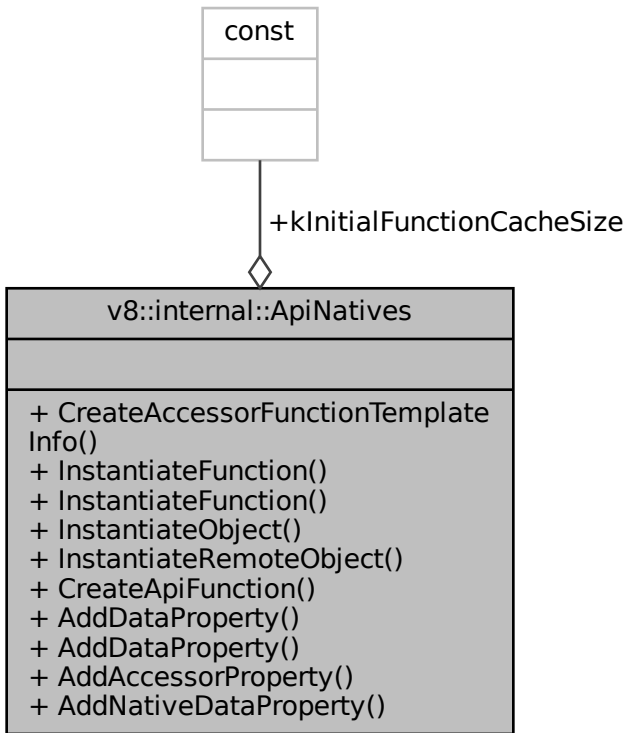 const
+kInitialFunctionCacheSize
v8::internal::ApiNatives
+ CreateAccessorFunctionTemplate
Info()
+ InstantiateFunction()
+ InstantiateFunction()
+ InstantiateObject()
+ InstantiateRemoteObject()
+ CreateApiFunction()
+ AddDataProperty()
+ AddDataProperty()
+ AddAccessorProperty()
+ AddNativeDataProperty()